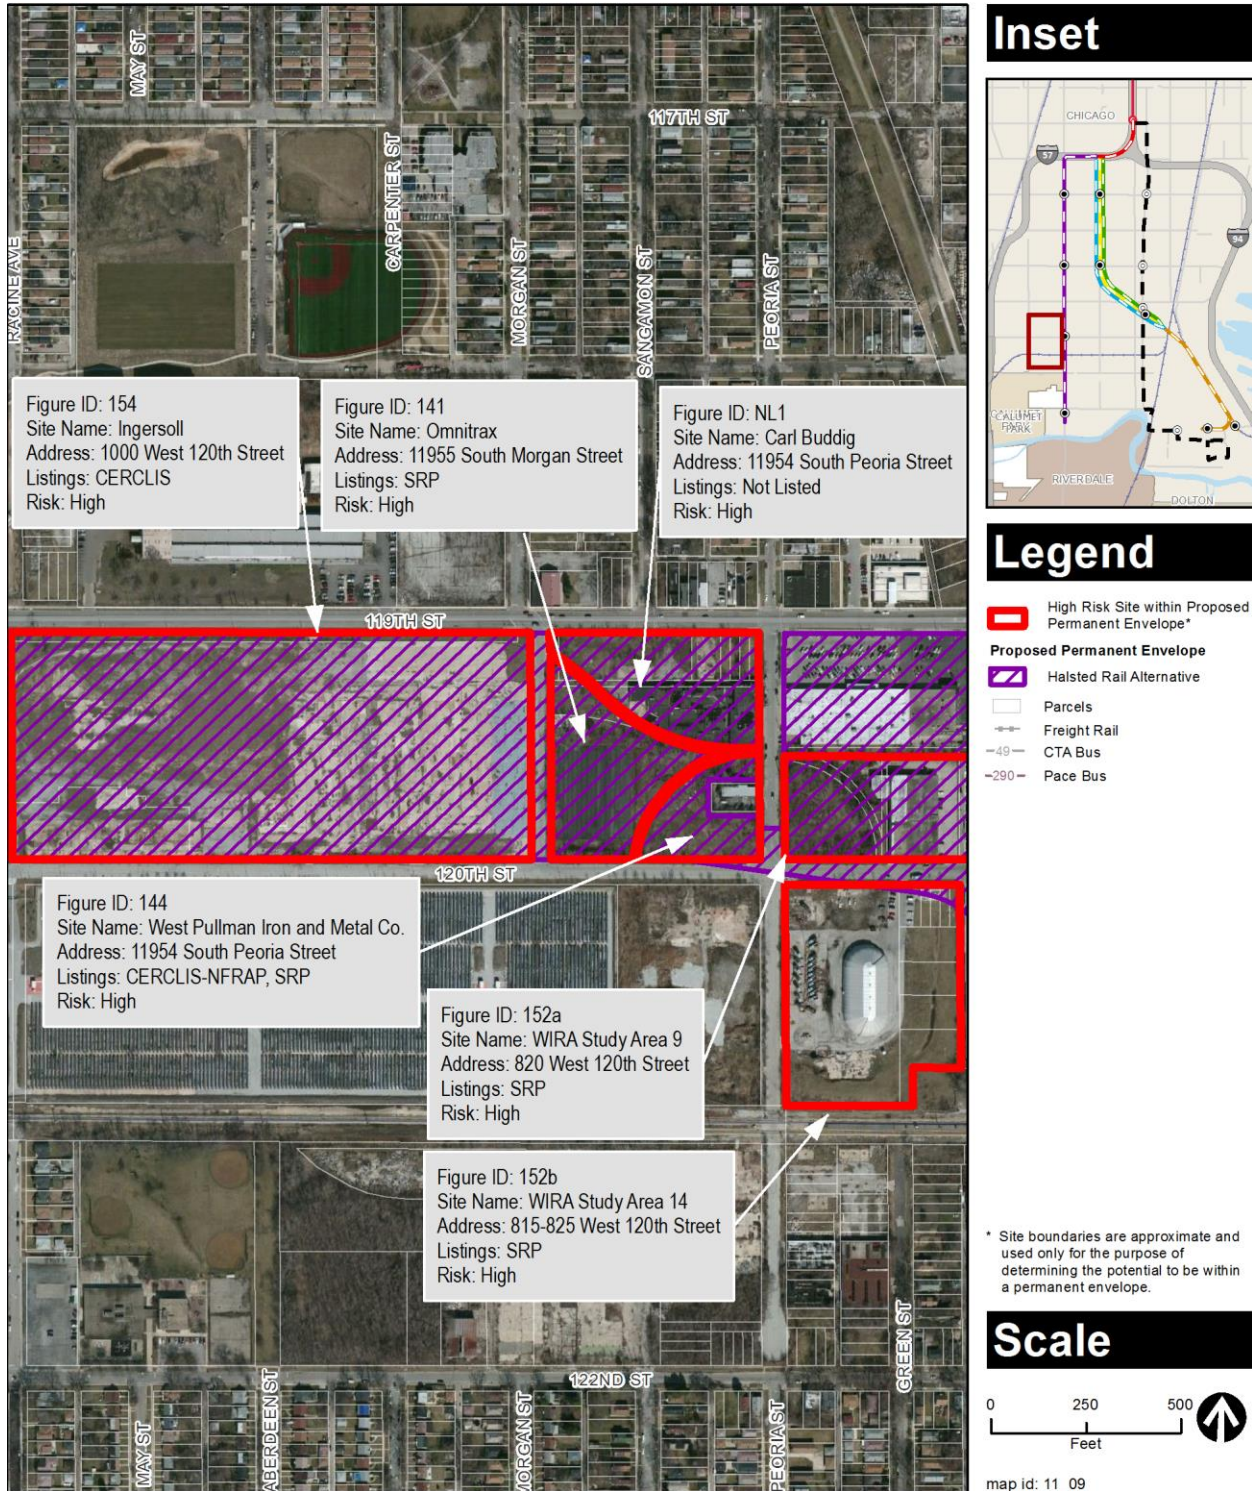 MAY ST
117TH ST
CARPENTER ST
RACINE AVE
MORGAN ST
SANGAMON ST
PEORIA ST
Figure ID: 154
Site Name: Ingersoll
Address: 1000 West 120th Street
Listings: CERCLIS
Risk: High
Figure ID: 141
Site Name: Omnitrax
Address: 11955 South Morgan Street
Listings: SRP
Risk: High
Figure ID: NL1
Site Name: Carl Buddig
Address: 11954 South Peoria Street
Listings: Not Listed
Risk: High
119TH ST
120TH ST
Figure ID: 144
Site Name: West Pullman Iron and Metal Co.
Address: 11954 South Peoria Street
Listings: CERCLIS-NFRAP, SRP
Risk: High
Figure ID: 152a
Site Name: WIRA Study Area 9
Address: 820 West 120th Street
Listings: SRP
Risk: High
Figure ID: 152b
Site Name: WIRA Study Area 14
Address: 815-825 West 120th Street
Listings: SRP
Risk: High
GREEN ST
122ND ST
MAY ST
ABERDEEN ST
MORGAN ST
PEORIA ST
Inset
CHICAGO
57
94
CALUMET
PARK
RIVERDALE
DOLTON
Legend
High Risk Site within Proposed
Permanent Envelope*
Proposed Permanent Envelope
Halsted Rail Alternative
Parcels
Freight Rail
49 CTA Bus
290 Pace Bus
* Site boundaries are approximate and
used only for the purpose of
determining the potential to be within
a permanent envelope.
Scale
0 250 500
Feet
map id: 11_09